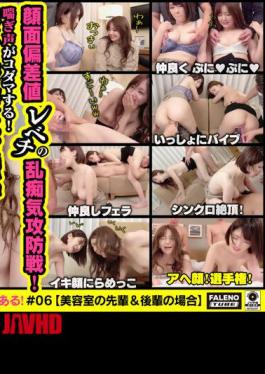 顔面偏差値
レベチの乱痴気攻防戦!
喘ぎ声がコダマする!
仲良くぷに♥ぷに♥
いっしょにバイブ
仲良しフェラ
シンクロ絶頂!
イキ顔にらめっこ
アヘ顔!選手権!
ある!#06【美容室の先輩&後輩の場合】
FALENO
TUBE
JAVHD